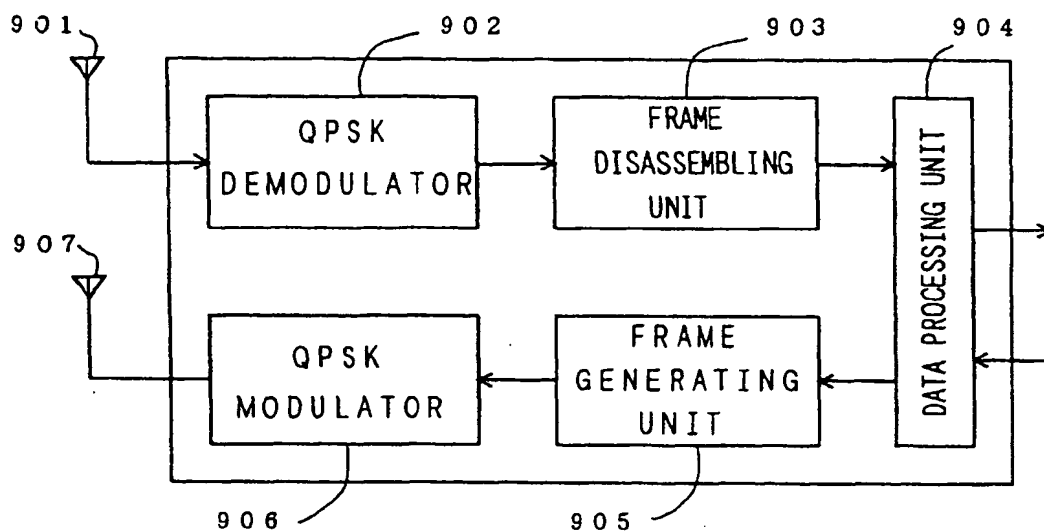 901
902
903
904
QPSK
DEMODULATOR
FRAME
DISASSEMBLING
UNIT
DATA PROCESSING UNIT
907
QPSK
MODULATOR
FRAME
GENERATING
UNIT
906
905